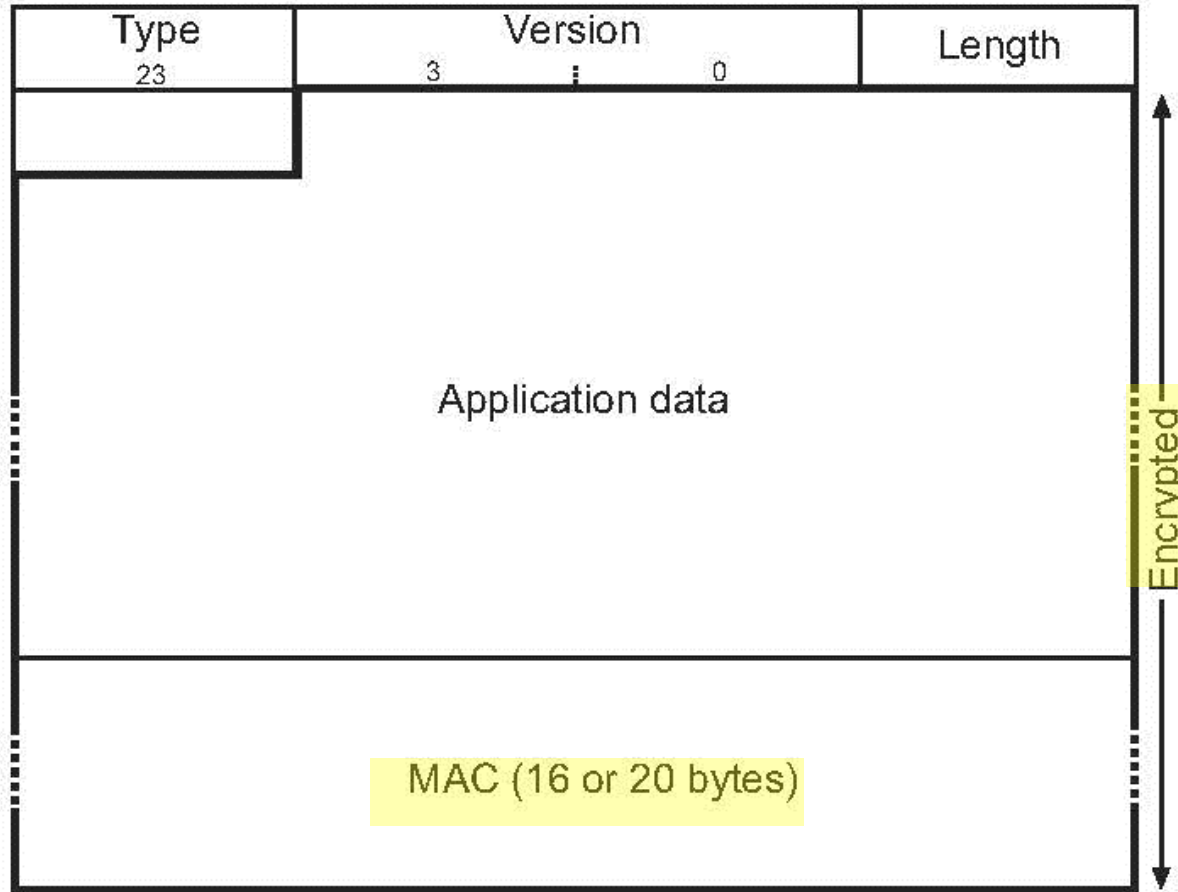 Type
Version
Length
23
3
0
Application data
Encrypted
MAC (16 or 20 bytes)